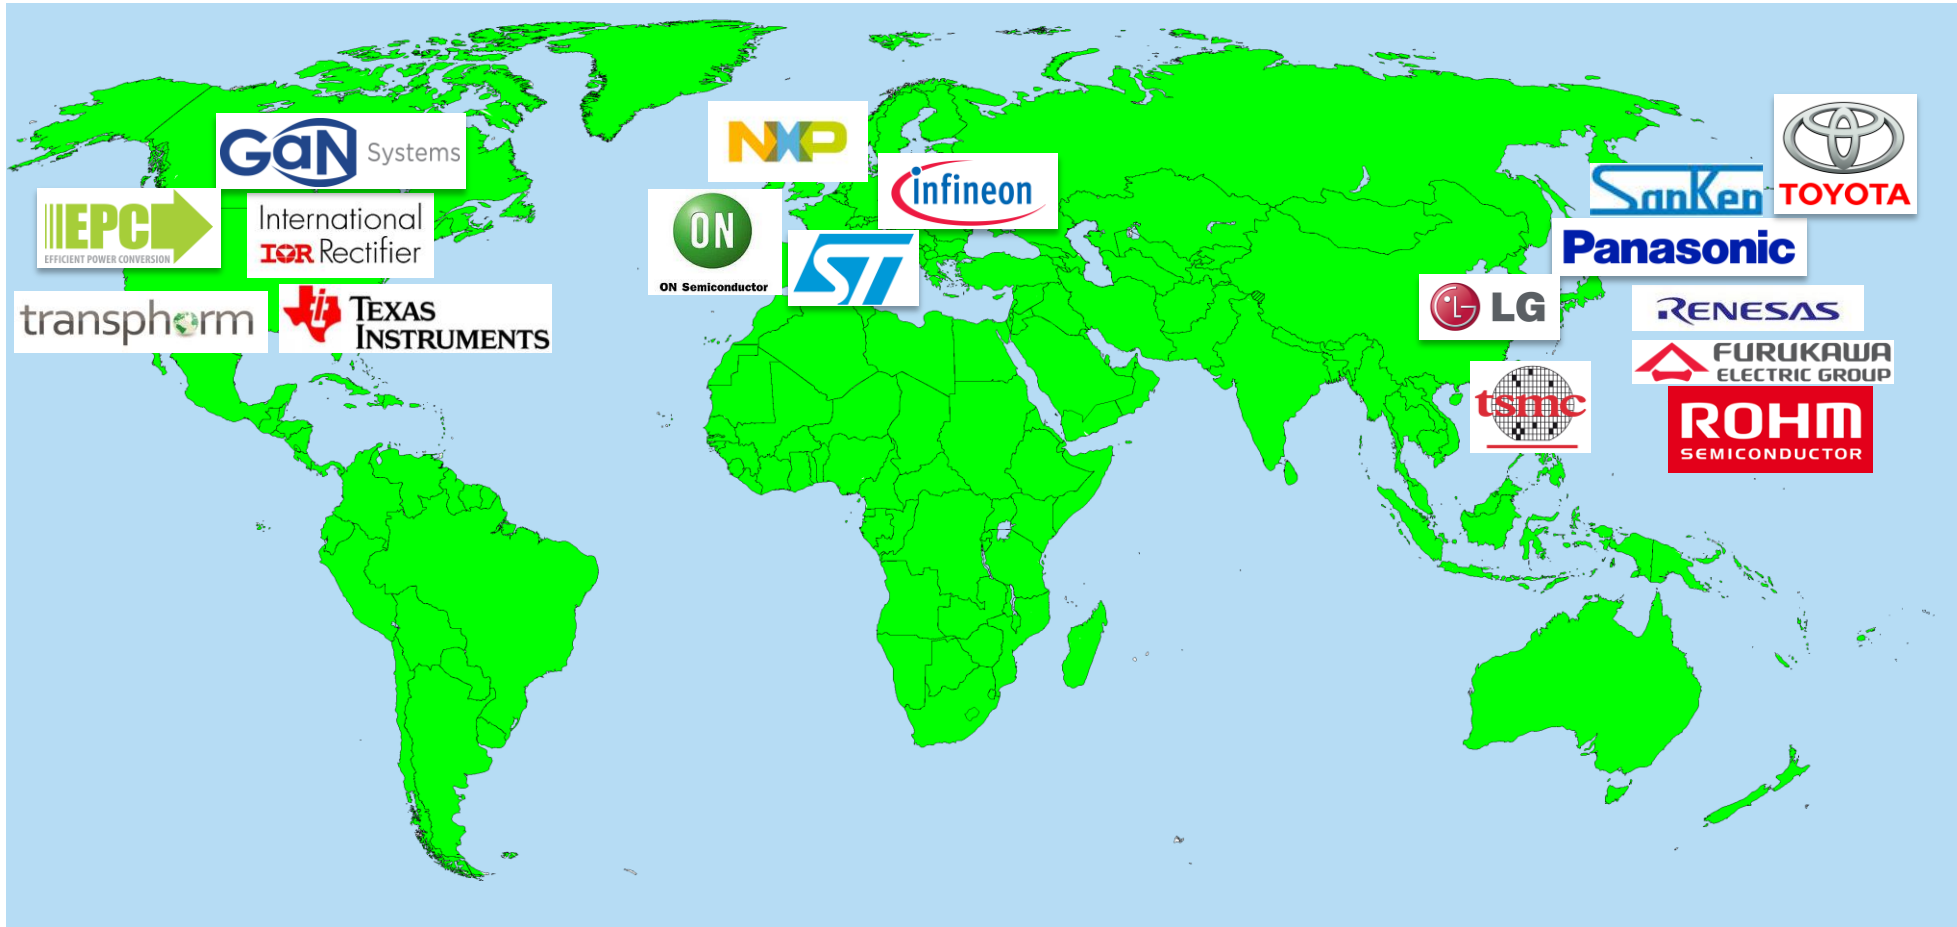 GaN Systems
EPC
EFFICIENT POWER CONVERSION
International
IOR Rectifier
transphorm
TEXAS
INSTRUMENTS
NXP
infineon
ON
ON Semiconductor
ST
TOYOTA
SanKen
Panasonic
LG
RENESAS
FURUKAWA
ELECTRIC GROUP
tsmc
ROHM
SEMICONDUCTOR